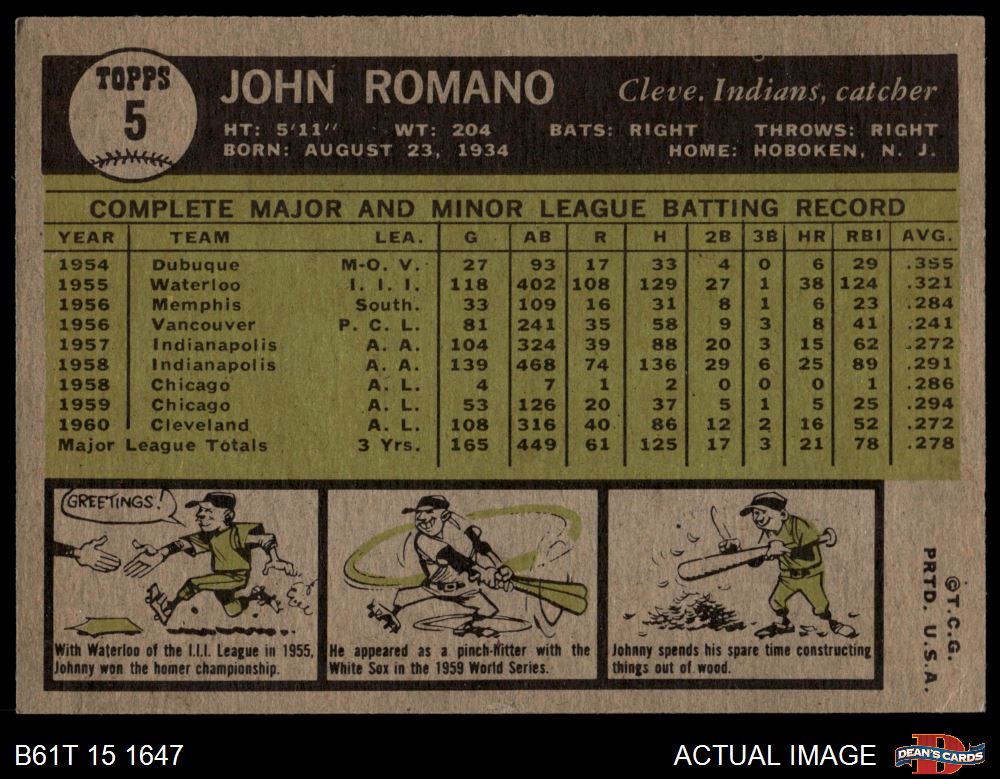 TOPPS
5
JOHN ROMANO
Cleve. Indians, catcher
HT: 5'11" WT: 204 BATS: RIGHT THROWS: RIGHT
BORN: AUGUST 23, 1934 HOME: HOBOKEN, N. J.
COMPLETE MAJOR AND MINOR LEAGUE BATTING RECORD
YEAR TEAM LEA. G AB R H 2B 3B HR RBI AVG.
1954 Dubuque M-O. V. 27 93 17 33 4 0 6 29 .355
1955 Waterloo I. I. I. 118 402 108 129 27 1 38 124 .321
1956 Memphis South. 33 109 16 31 8 1 6 23 .284
1956 Vancouver P. C. L. 81 241 35 58 9 3 8 41 .241
1957 Indianapolis A. A. 104 324 39 88 20 3 15 62 .272
1958 Indianapolis A. A. 139 468 74 136 29 6 25 89 .291
1958 Chicago A. L. 4 7 1 2 0 0 0 1 .286
1959 Chicago A. L. 53 126 20 37 5 1 5 25 .294
1960 Cleveland A. L. 108 316 40 86 12 2 16 52 .272
Major League Totals 3 Yrs. 165 449 61 125 17 3 21 78 .278
GREETINGS!
With Waterloo of the I.I.I. League in 1955,
Johnny won the homer championship.
He appeared as a pinch-hitter with the
White Sox in the 1959 World Series.
Johnny spends his spare time constructing
things out of wood.
©T.C.G.
PRTD. U.S.A.
B61T 15 1647
ACTUAL IMAGE
DEAN'S CARDS